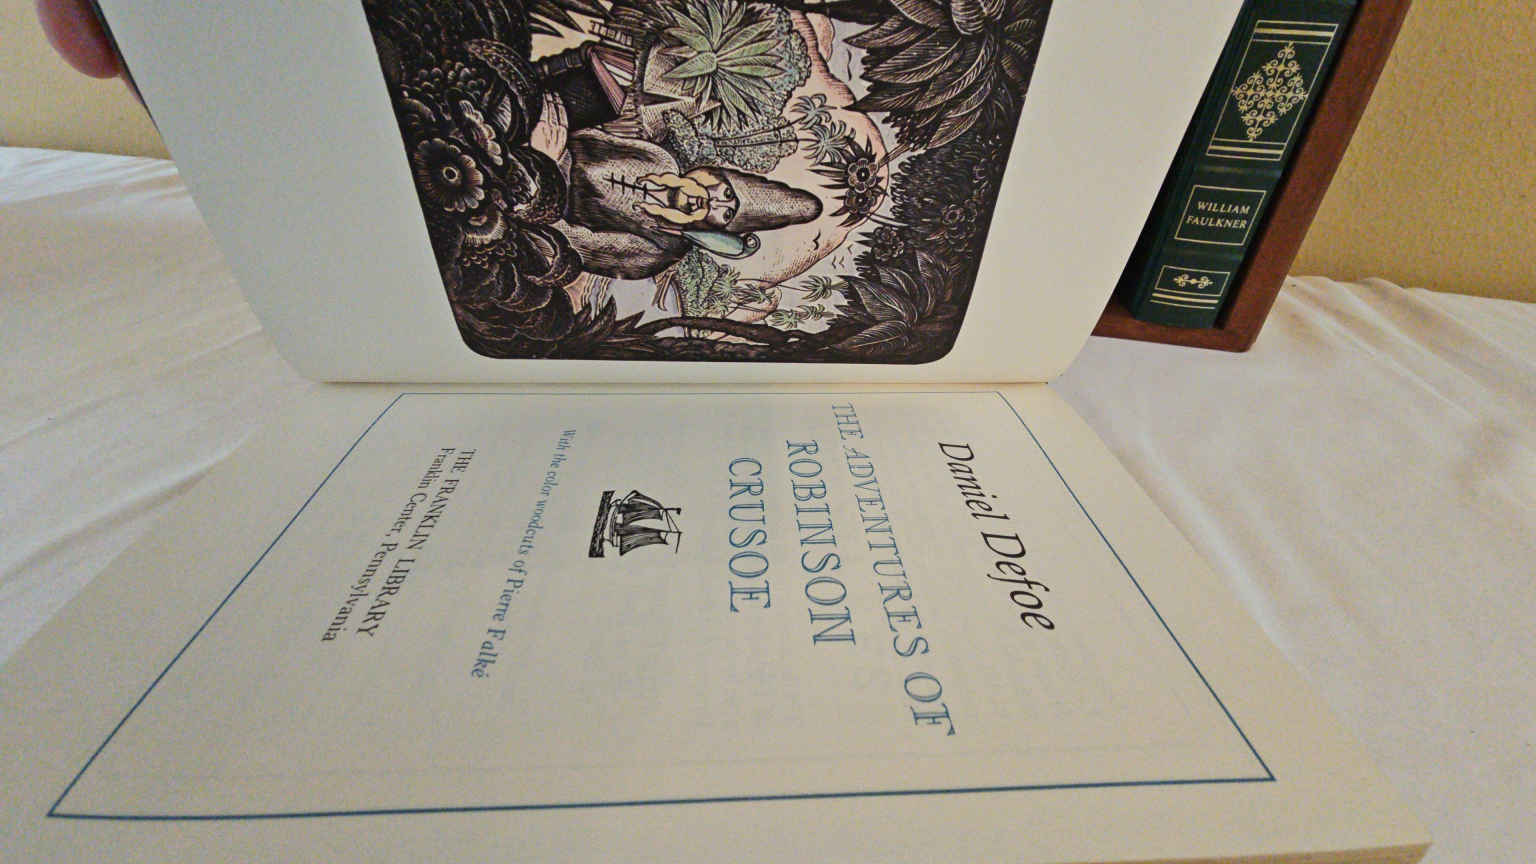 Daniel Defoe
THE ADVENTURES OF
ROBINSON
CRUSOE
With the color woodcuts of Pierre Falké
THE FRANKLIN LIBRARY
Franklin Center, Pennsylvania
WILLIAM
FAULKNER